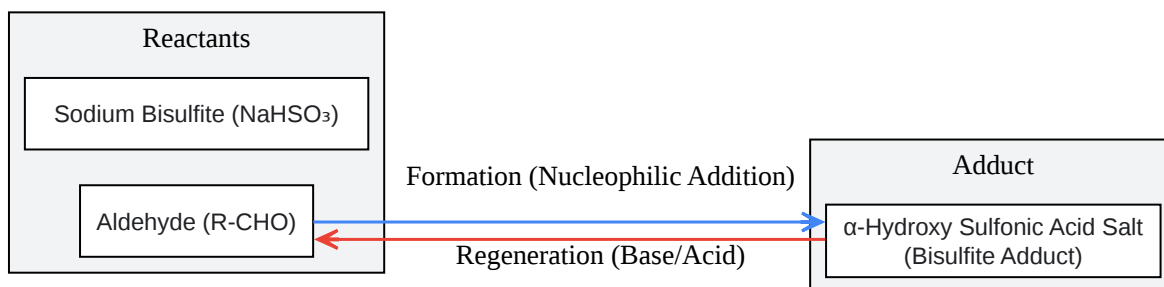 Reactants
Sodium Bisulfite (NaHSO₃)
Aldehyde (R-CHO)
Formation (Nucleophilic Addition)
Regeneration (Base/Acid)
Adduct
α-Hydroxy Sulfonic Acid Salt
(Bisulfite Adduct)